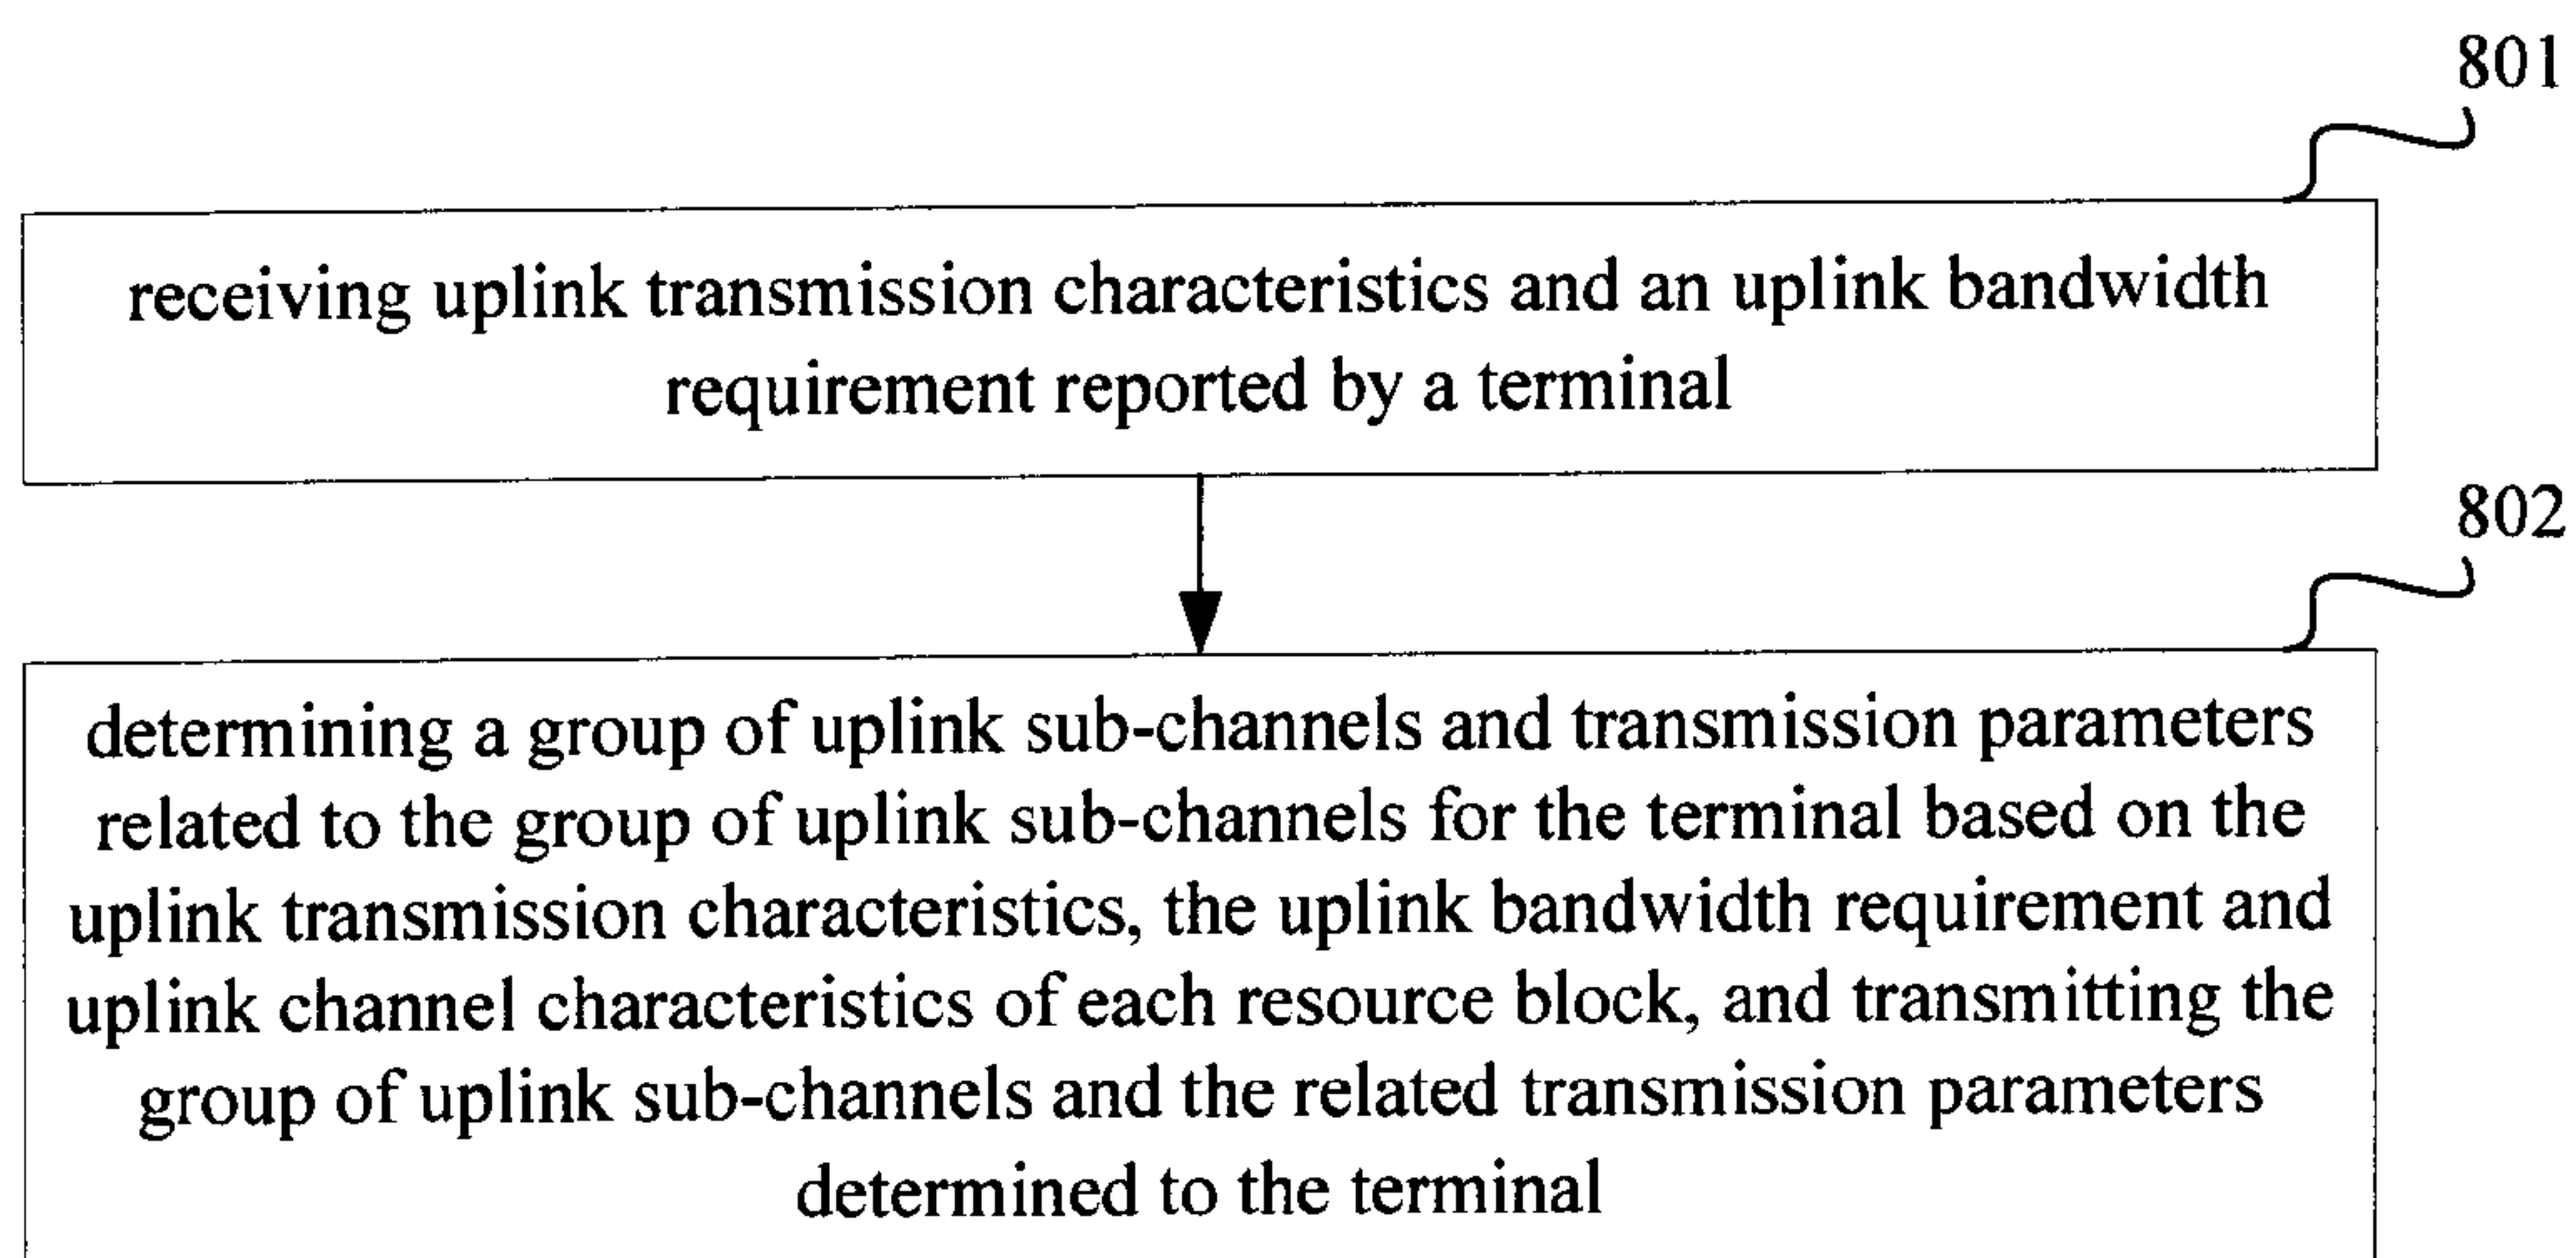 801
receiving uplink transmission characteristics and an uplink bandwidth
requirement reported by a terminal
802
determining a group of uplink sub-channels and transmission parameters
related to the group of uplink sub-channels for the terminal based on the
uplink transmission characteristics, the uplink bandwidth requirement and
uplink channel characteristics of each resource block, and transmitting the
group of uplink sub-channels and the related transmission parameters
determined to the terminal